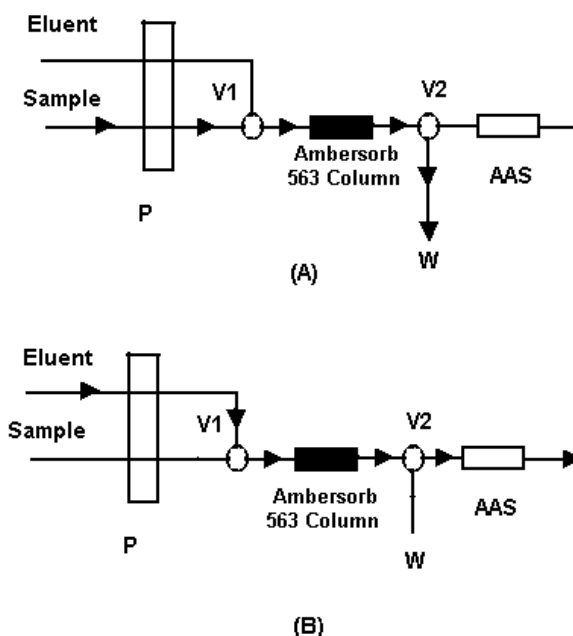 Eluent
V1
V2
Sample
Ambersorb
563 Column
AAS
P
W
(A)
Eluent
V1
V2
Sample
Ambersorb
563 Column
AAS
P
W
(B)